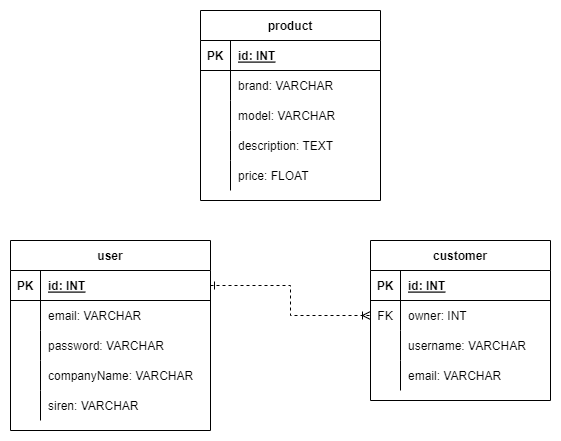 product
PK id: INT
brand: VARCHAR
model: VARCHAR
description: TEXT
price: FLOAT
user
PK id: INT
email: VARCHAR
password: VARCHAR
companyName: VARCHAR
siren: VARCHAR
customer
PK id: INT
FK owner: INT
username: VARCHAR
email: VARCHAR